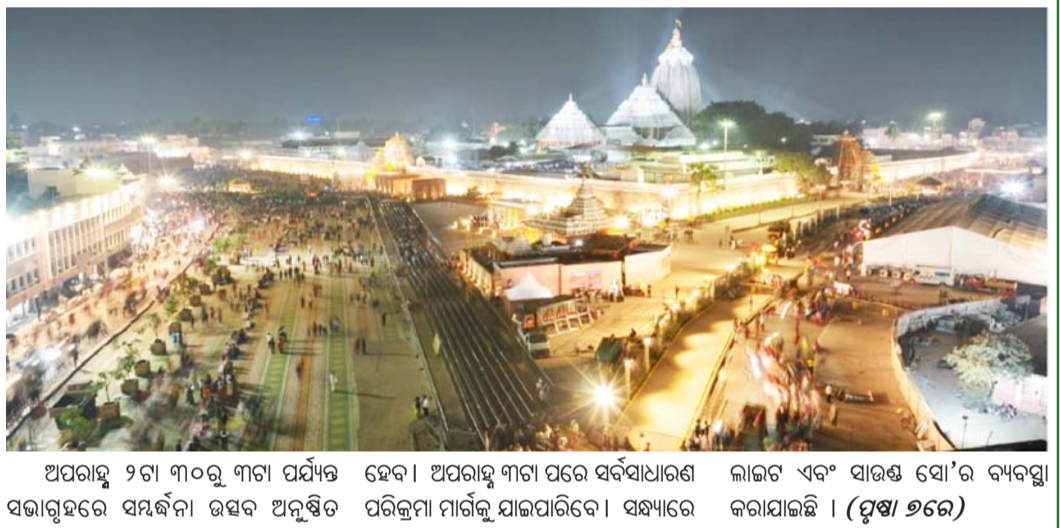 ଅପରାହ୍ନ ୨ଟା ୩୦ରୁ ୩ଟା ପର୍ଯ୍ୟନ୍ତ
ସଭାଗୃହରେ ସମ୍ବର୍ଦ୍ଧନା ଉତ୍ସବ ଅନୁଷ୍ଠିତ
ହେବ। ଅପରାହ୍ନ ୩ଟା ପରେ ସର୍ବସାଧାରଣ
ପରିକ୍ରମା ମାର୍ଗକୁ ଯାଇପାରିବେ। ସନ୍ଧ୍ୟାରେ
ଲାଇଟ ଏବଂ ସାଉଣ୍ଡ ସୋ'ର ବ୍ୟବସ୍ଥା
କରାଯାଇଛି । (ପୃଷ୍ଠା ୭ରେ)